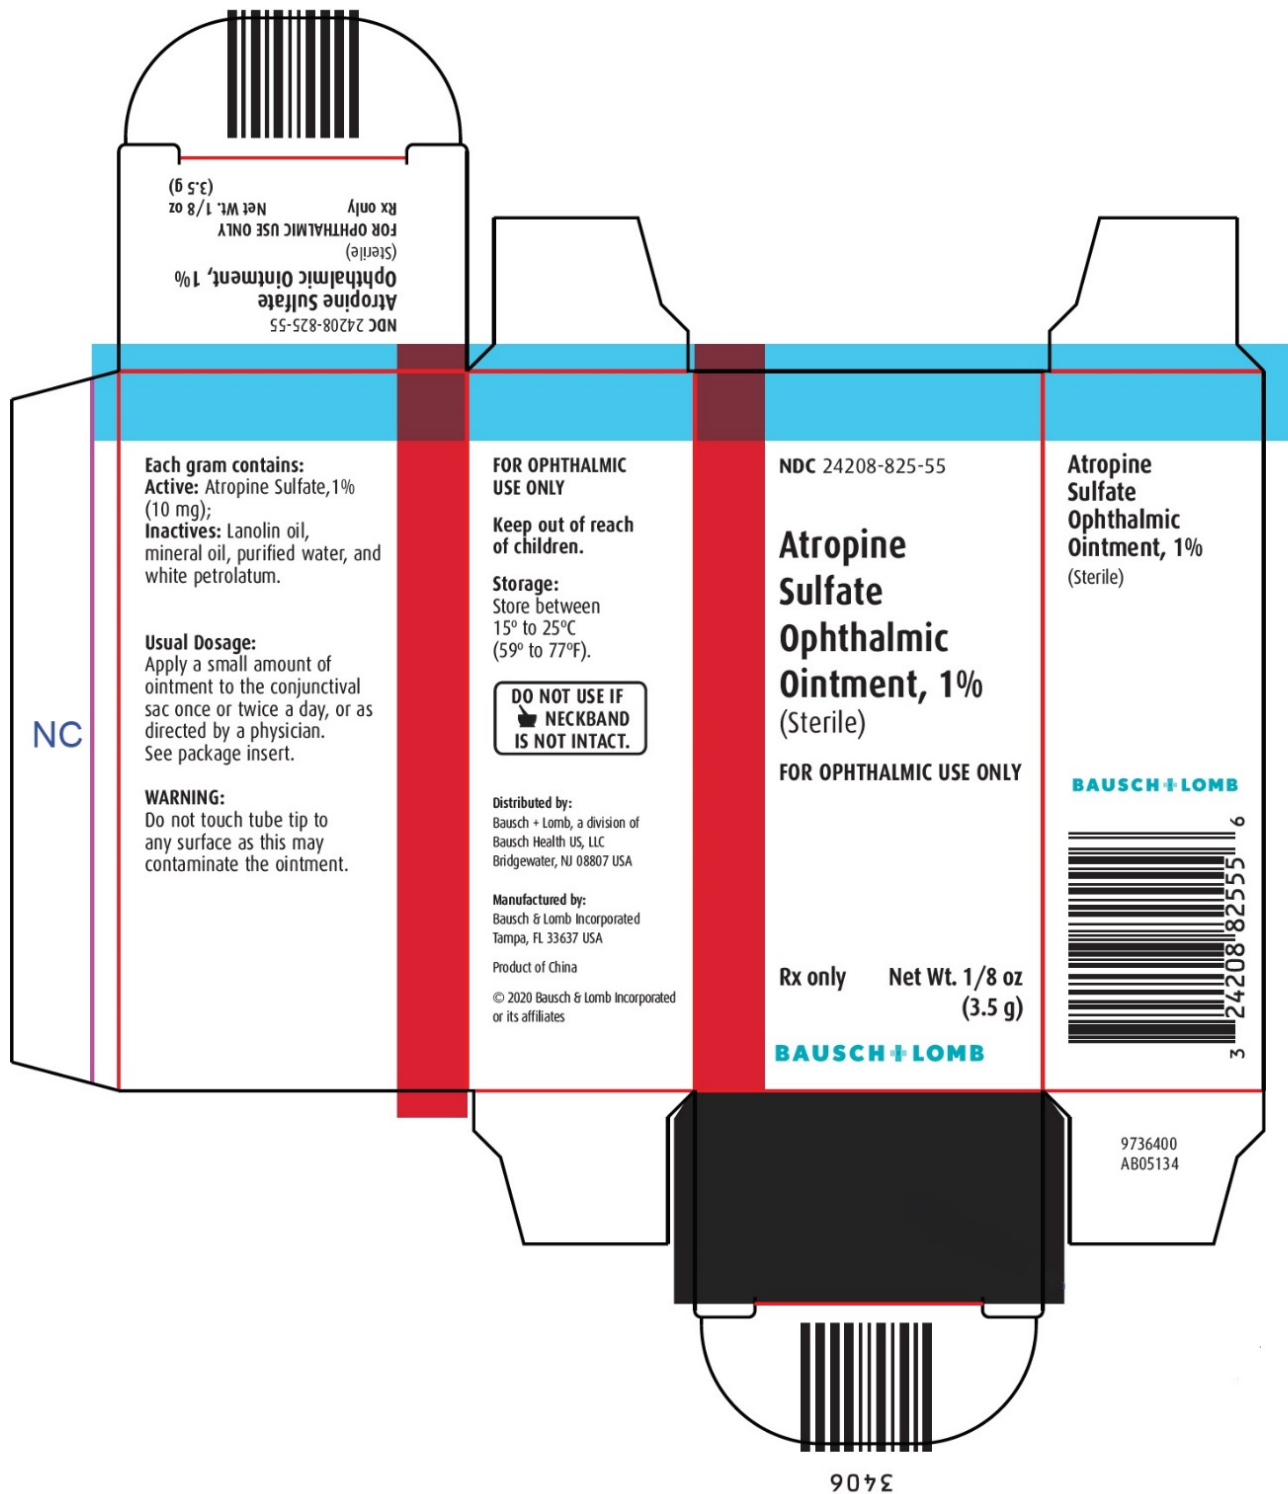 NDC 24208-825-55
Atropine Sulfate
Ophthalmic Ointment, 1%
(Sterile)
FOR OPHTHALMIC USE ONLY
Rx only Net Wt. 1/8 oz
(3.5 g)
NC
Each gram contains:
Active: Atropine Sulfate,1%
(10 mg);
Inactives: Lanolin oil,
mineral oil, purified water, and
white petrolatum.
Usual Dosage:
Apply a small amount of
ointment to the conjunctival
sac once or twice a day, or as
directed by a physician.
See package insert.
WARNING:
Do not touch tube tip to
any surface as this may
contaminate the ointment.
FOR OPHTHALMIC
USE ONLY
Keep out of reach
of children.
Storage:
Store between
15º to 25ºC
(59º to 77ºF).
DO NOT USE IF
NECKBAND
IS NOT INTACT.
Distributed by:
Bausch + Lomb, a division of
Bausch Health US, LLC
Bridgewater, NJ 08807 USA
Manufactured by:
Bausch & Lomb Incorporated
Tampa, FL 33637 USA
Product of China
© 2020 Bausch & Lomb Incorporated
or its affiliates
NDC 24208-825-55
Atropine
Sulfate
Ophthalmic
Ointment, 1%
(Sterile)
FOR OPHTHALMIC USE ONLY
Rx only Net Wt. 1/8 oz
(3.5 g)
BAUSCH+LOMB
Atropine
Sulfate
Ophthalmic
Ointment, 1%
(Sterile)
BAUSCH+LOMB
3 24208 82555 6
9736400
AB05134
3406